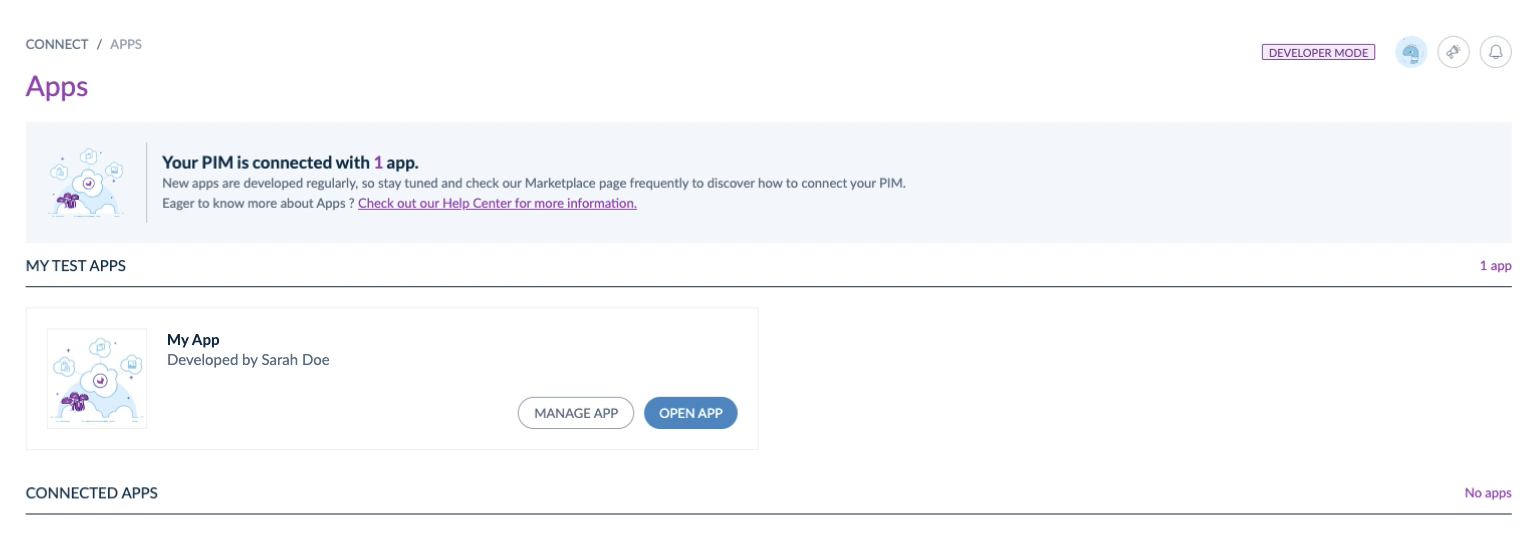 CONNECT / APPS
DEVELOPER MODE
Apps
Your PIM is connected with 1 app.
New apps are developed regularly, so stay tuned and check our Marketplace page frequently to discover how to connect your PIM.
Eager to know more about Apps ? Check out our Help Center for more information.
MY TEST APPS
1 app
My App
Developed by Sarah Doe
MANAGE APP
OPEN APP
CONNECTED APPS
No apps